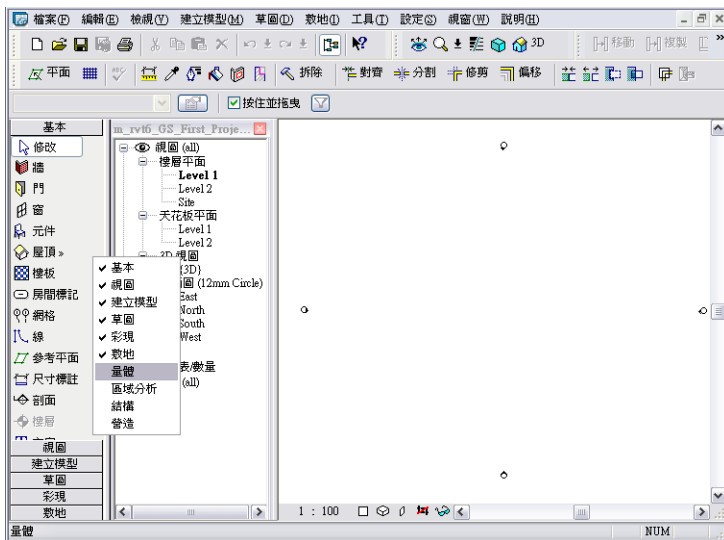 檔案(F) 編輯(E) 檢視(V) 建立模型(M) 草圖(D) 敷地(I) 工具(T) 設定(S) 視窗(W) 說明(H)
3D 移動 複製
平面 拆除 對齊 分割 修剪 偏移
按住並拖曳
基本
修改
牆
門
窗
元件
屋頂 »
樓板
房間標記
網格
線
參考平面
尺寸標註
剖面
樓層
視圖
建立模型
草圖
彩現
敷地
m_rvt6_GS_First_Proje...
視圖 (all)
樓層平面
Level 1
Level 2
Site
天花板平面
Level 1
Level 2
3D 視圖
{3D}
(12mm Circle)
East
North
South
West
表/數量
(all)
基本
視圖
建立模型
草圖
彩現
敷地
量體
區域分析
結構
營造
1 : 100
量體
NUM